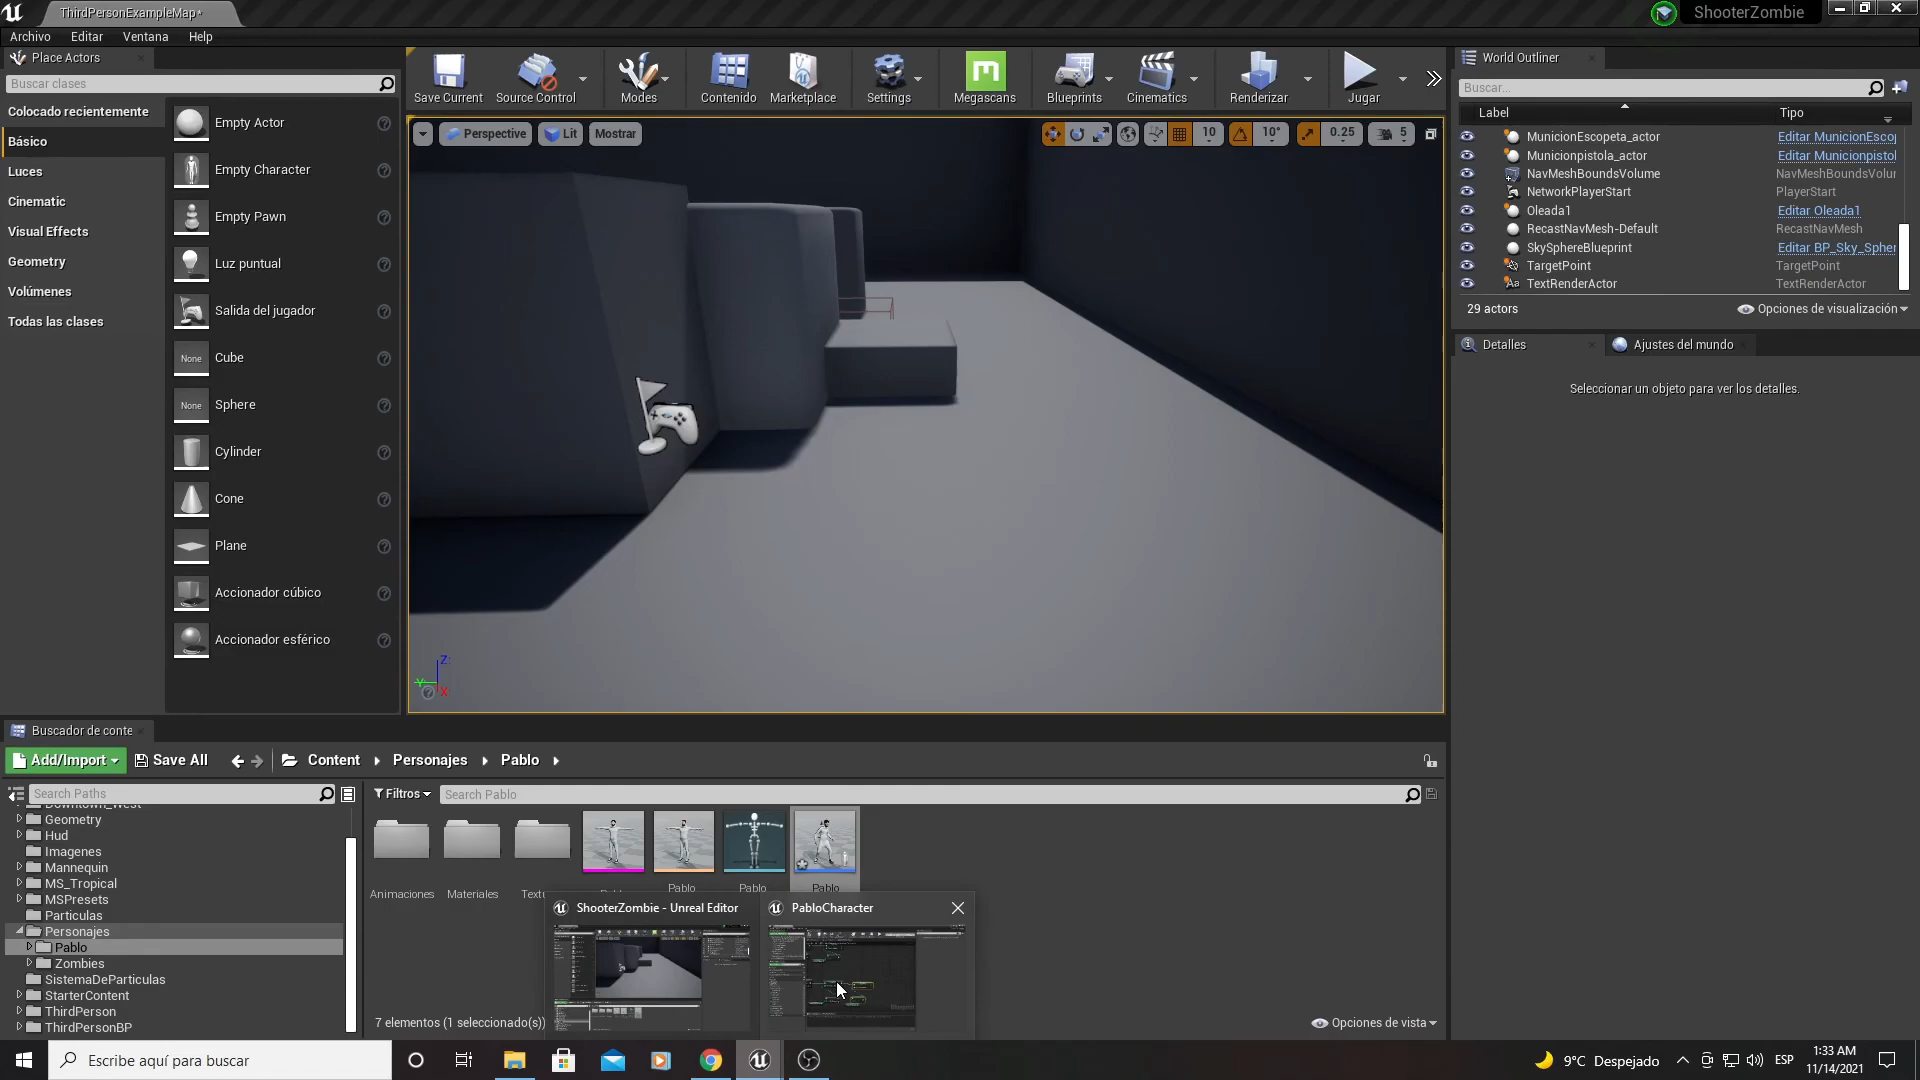 ThirdPersonExampleMap*
ShooterZombie
Archivo Editar Ventana Help
Place Actors
Buscar clases
Colocado recientemente
Básico
Luces
Cinematic
Visual Effects
Geometry
Volúmenes
Todas las clases
Empty Actor
Empty Character
Empty Pawn
Luz puntual
Salida del jugador
None Cube
None Sphere
Cylinder
Cone
Plane
Accionador cúbico
Accionador esférico
Save Current Source Control Modes Contenido Marketplace Settings Megascans Blueprints Cinematics Renderizar Jugar
Perspective Lit Mostrar
10 10° 0.25 5
Z
Y X
World Outliner
Buscar...
Label Tipo
MunicionEscopeta_actor Editar MunicionEscop
Municionpistola_actor Editar Municionpistol
NavMeshBoundsVolume NavMeshBoundsVolur
NetworkPlayerStart PlayerStart
Oleada1 Editar Oleada1
RecastNavMesh-Default RecastNavMesh
SkySphereBlueprint Editar BP_Sky_Spher
TargetPoint TargetPoint
TextRenderActor TextRenderActor
29 actors Opciones de visualización
Detalles Ajustes del mundo
Seleccionar un objeto para ver los detalles.
Buscador de conte
Add/Import Save All Content Personajes Pablo
Search Paths
Filtros Search Pablo
Downtown_West
Geometry
Hud
Imagenes
Mannequin
MS_Tropical
MSPresets
Particulas
Personajes
Pablo
Zombies
SistemaDeParticulas
StarterContent
ThirdPerson
ThirdPersonBP
Animaciones Materiales Textu
Pablo Pablo Pablo
ShooterZombie - Unreal Editor
PabloCharacter
7 elementos (1 seleccionado(s))
Opciones de vista
Escribe aquí para buscar
9°C Despejado
ESP
1:33 AM
11/14/2021